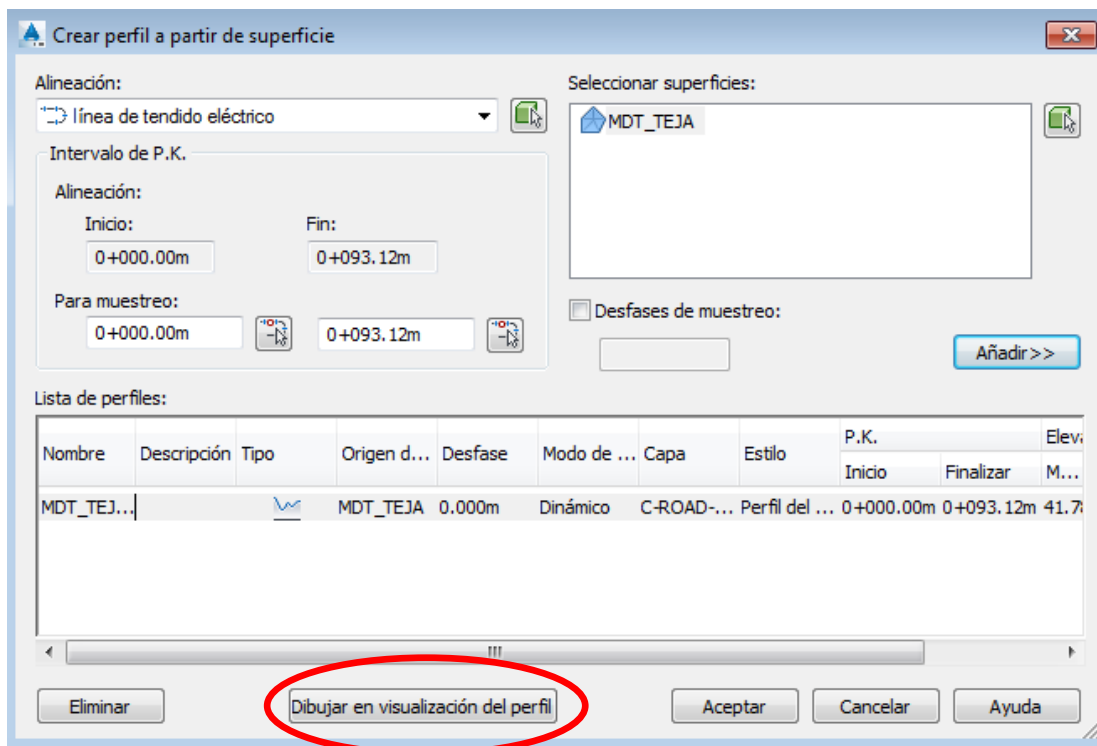 Crear perfil a partir de superficie
Alineación:
línea de tendido eléctrico
Seleccionar superficies:
MDT_TEJA
Intervalo de P.K.
Alineación:
Inicio: Fin:
0+000.00m 0+093.12m
Para muestreo:
0+000.00m 0+093.12m
Desfases de muestreo:
Añadir>>
Lista de perfiles:
Nombre Descripción Tipo Origen d... Desfase Modo de ... Capa Estilo P.K. Eleva
Inicio Finalizar M...
MDT_TEJ... MDT_TEJA 0.000m Dinámico C-ROAD-... Perfil del ... 0+000.00m 0+093.12m 41.78
Eliminar Dibujar en visualización del perfil Aceptar Cancelar Ayuda